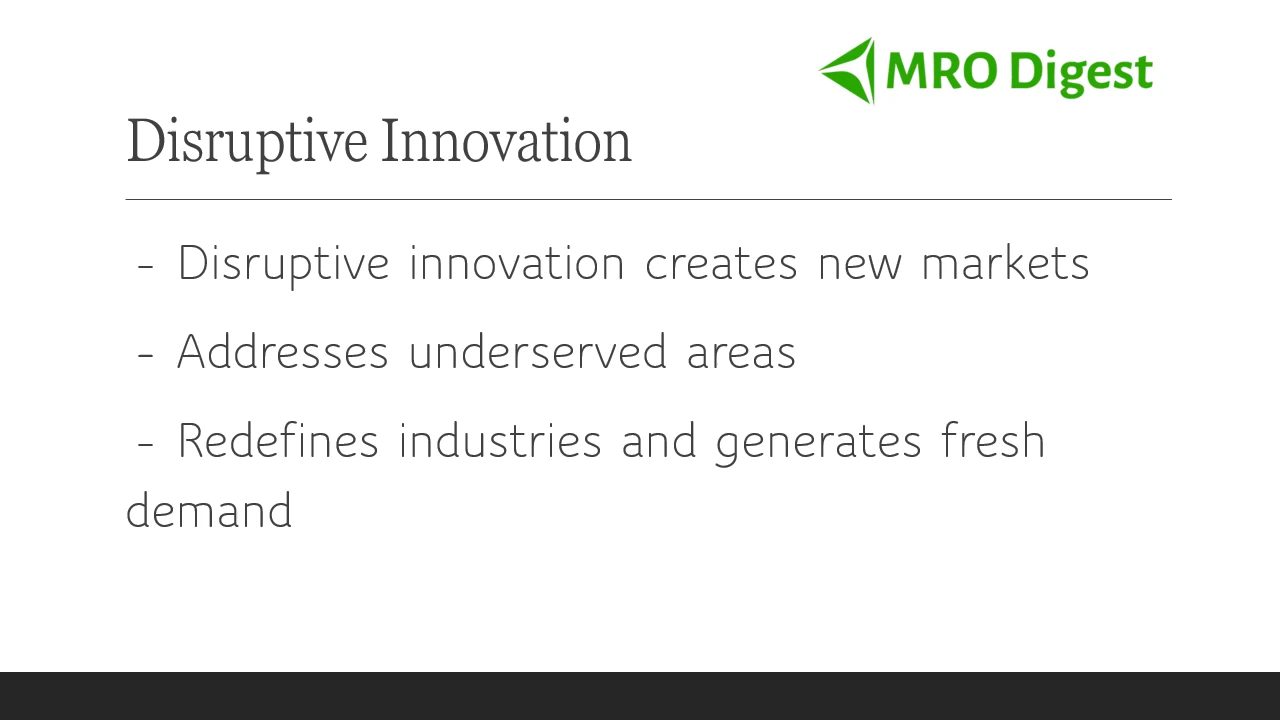 MRO Digest
Disruptive Innovation
- Disruptive innovation creates new markets
- Addresses underserved areas
- Redefines industries and generates fresh
demand